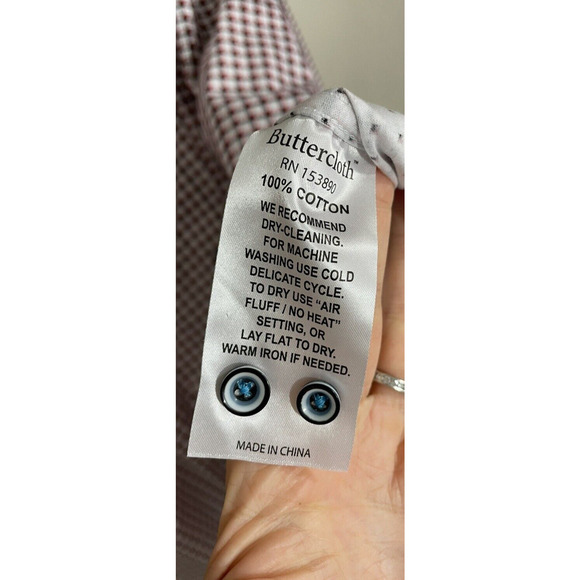 Buttercloth™
RN 153890
100% COTTON
WE RECOMMEND
DRY-CLEANING.
FOR MACHINE
WASHING USE COLD
DELICATE CYCLE.
TO DRY USE "AIR
FLUFF / NO HEAT"
SETTING, OR
LAY FLAT TO DRY.
WARM IRON IF NEEDED.
MADE IN CHINA